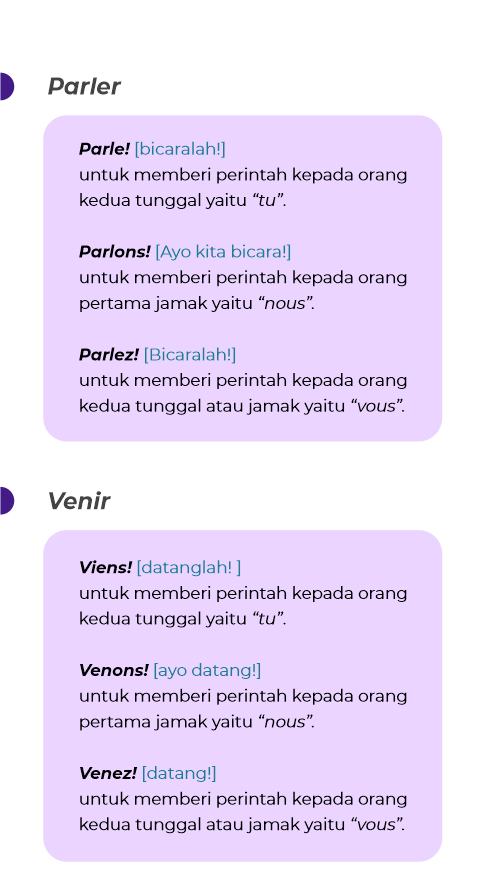 Parler
Parle! [bicaralah!]
untuk memberi perintah kepada orang
kedua tunggal yaitu “tu”.
Parlons! [Ayo kita bicara!]
untuk memberi perintah kepada orang
pertama jamak yaitu “nous”.
Parlez! [Bicaralah!]
untuk memberi perintah kepada orang
kedua tunggal atau jamak yaitu “vous”.
Venir
Viens! [datanglah! ]
untuk memberi perintah kepada orang
kedua tunggal yaitu “tu”.
Venons! [ayo datang!]
untuk memberi perintah kepada orang
pertama jamak yaitu “nous”.
Venez! [datang!]
untuk memberi perintah kepada orang
kedua tunggal atau jamak yaitu “vous”.